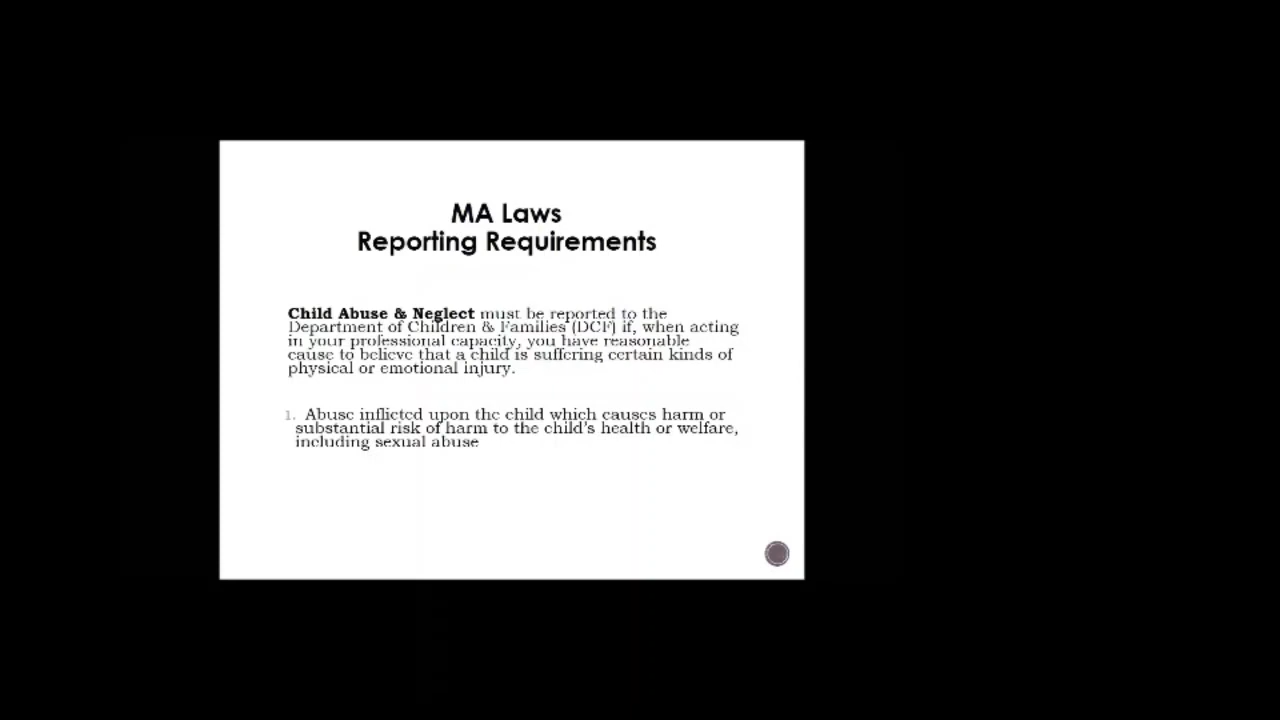 MA Laws
Reporting Requirements
Child Abuse & Neglect must be reported to the
Department of Children & Families (DCF) if, when acting
in your professional capacity, you have reasonable
cause to believe that a child is suffering certain kinds of
physical or emotional injury.
1. Abuse inflicted upon the child which causes harm or
substantial risk of harm to the child's health or welfare,
including sexual abuse